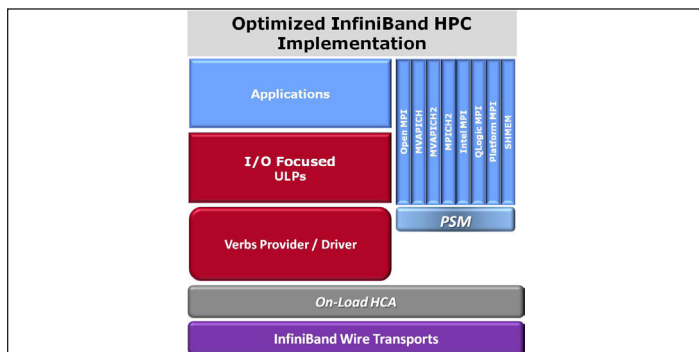 Optimized InfiniBand HPC
Implementation
Applications
I/O Focused
ULPs
Verbs Provider / Driver
Open MPI
MVAPICH
MVAPICH2
MPICH2
Intel MPI
QLogic MPI
Platform MPI
SHMEM
PSM
On-Load HCA
InfiniBand Wire Transports